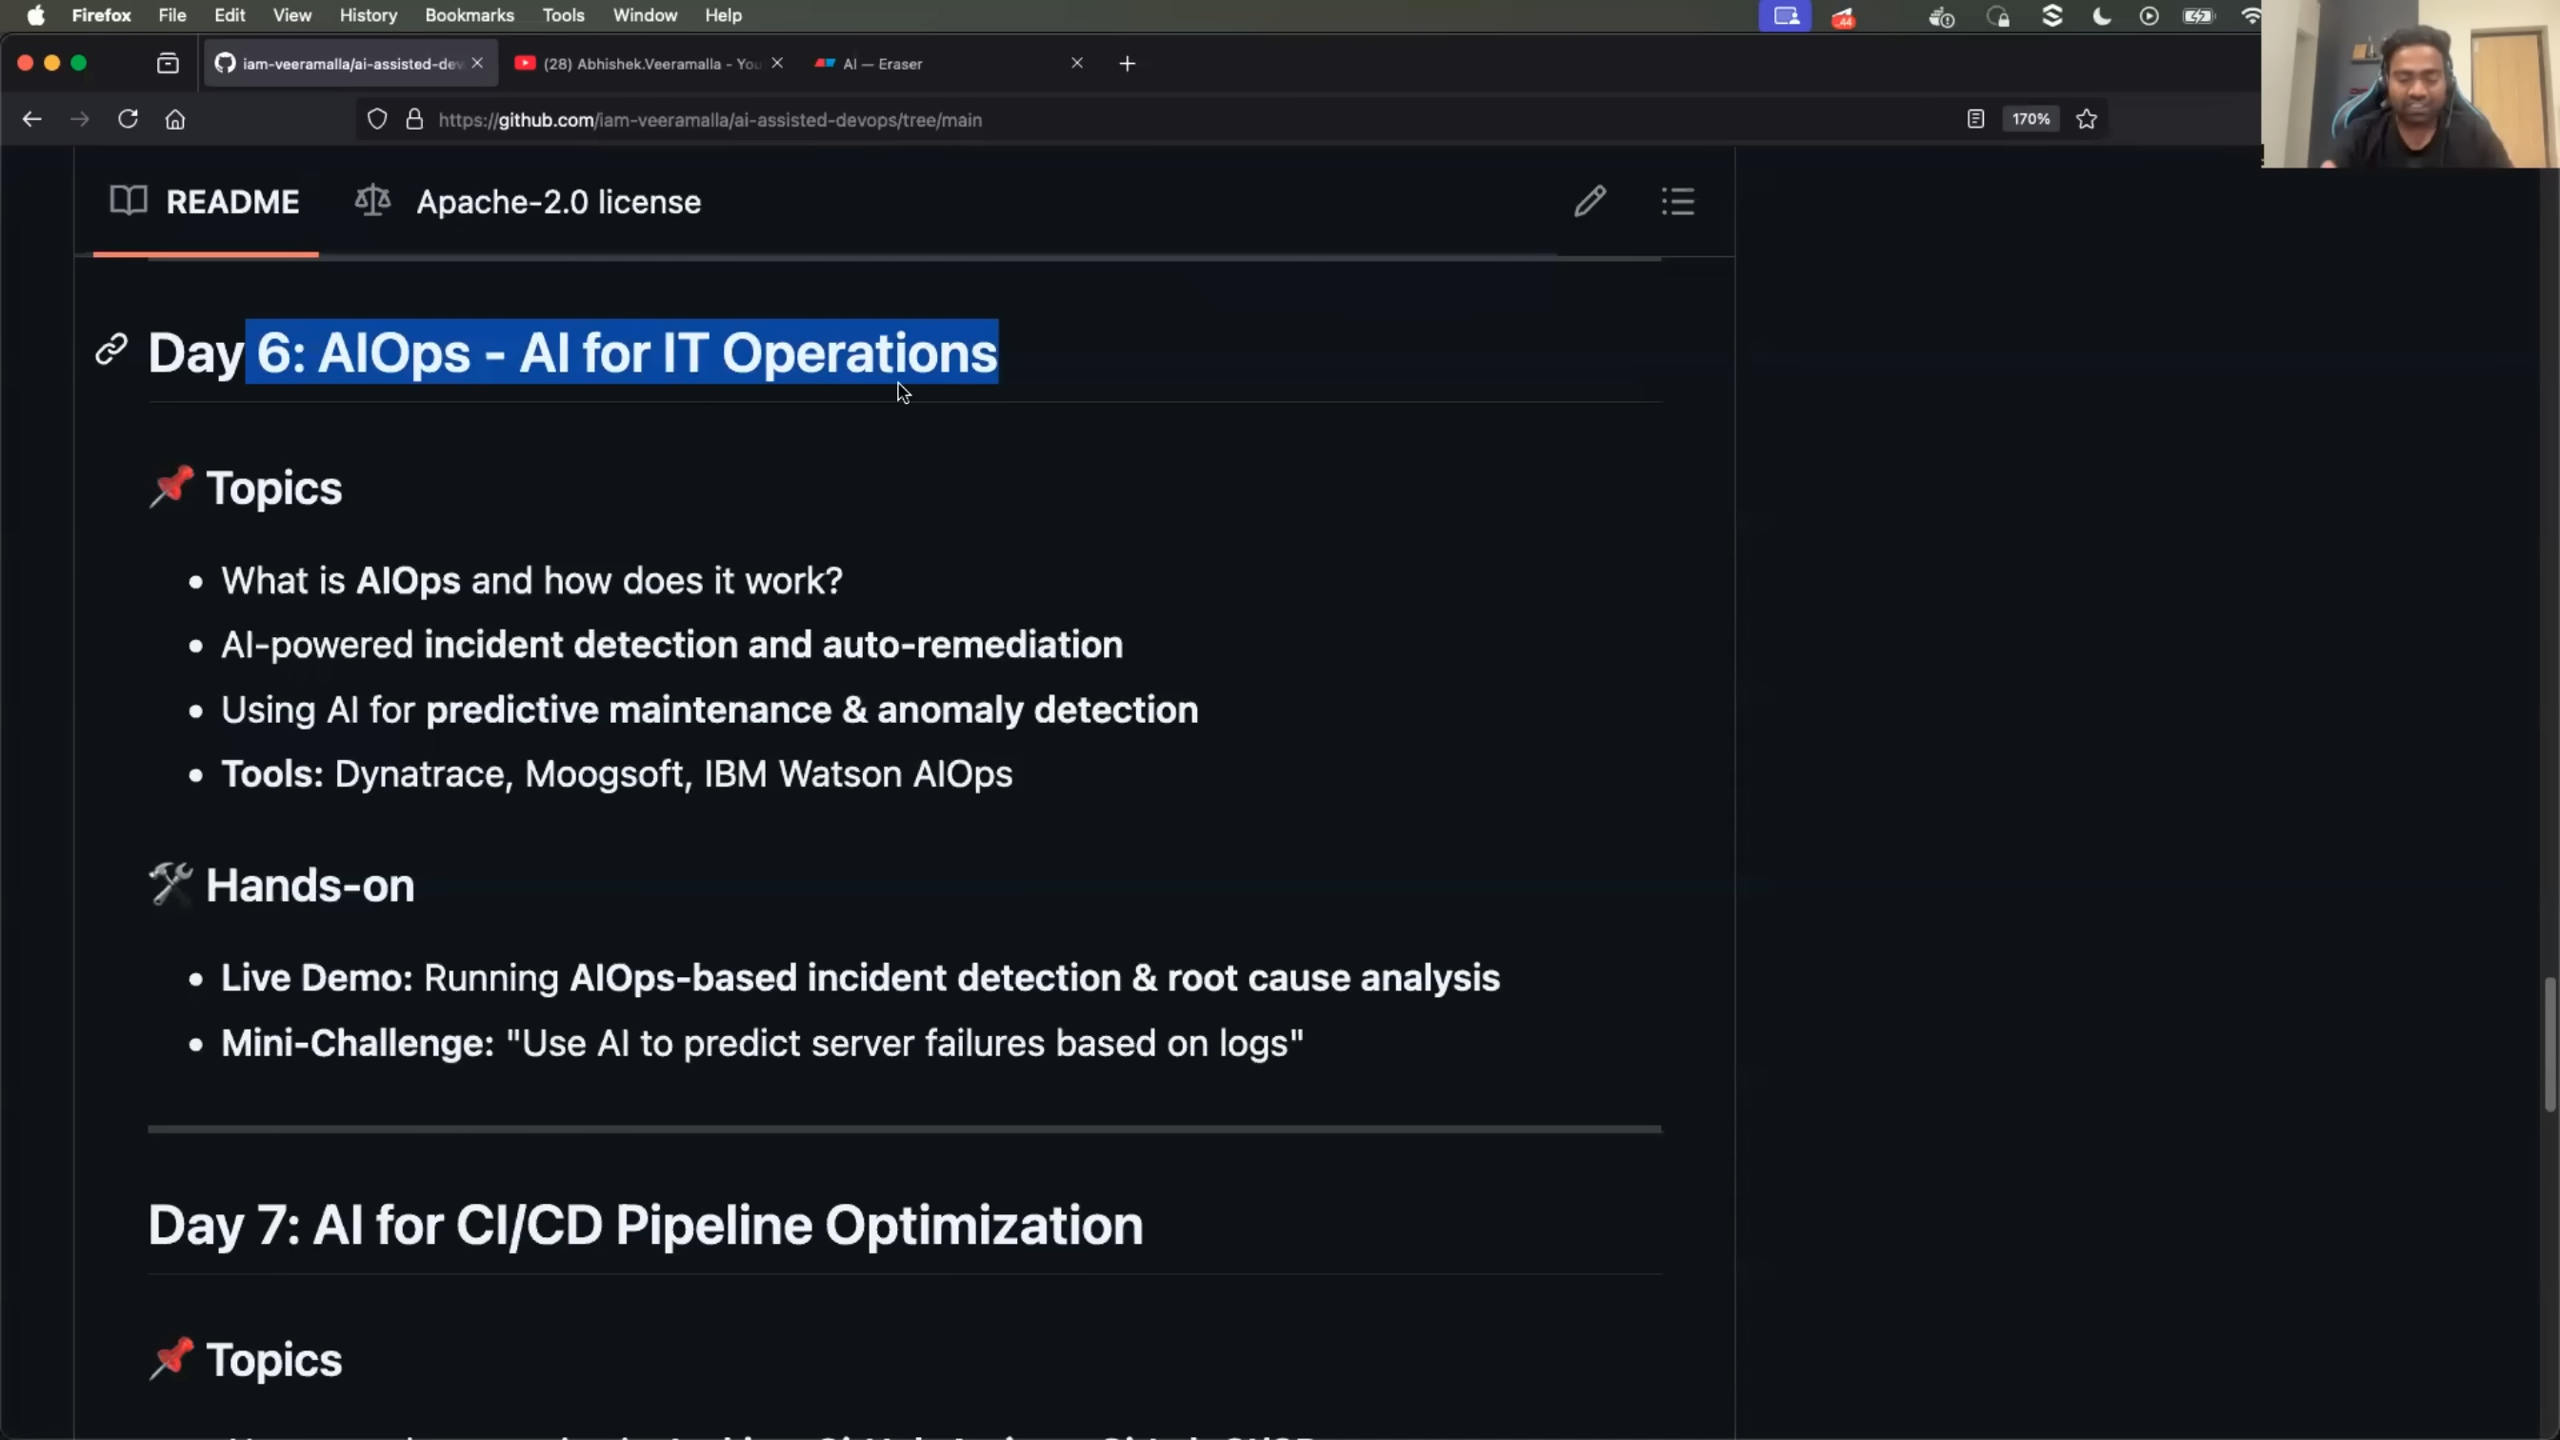 Firefox File Edit View History Bookmarks Tools Window Help
44
iam-veeramalla/ai-assisted-dev
(28) Abhishek.Veeramalla - You
AI — Eraser
https://github.com/iam-veeramalla/ai-assisted-devops/tree/main
170%
README
Apache-2.0 license
Day 6: AIOps - AI for IT Operations
📌 Topics
• What is AIOps and how does it work?
• AI-powered incident detection and auto-remediation
• Using AI for predictive maintenance & anomaly detection
• Tools: Dynatrace, Moogsoft, IBM Watson AIOps
🛠 Hands-on
• Live Demo: Running AIOps-based incident detection & root cause analysis
• Mini-Challenge: "Use AI to predict server failures based on logs"
Day 7: AI for CI/CD Pipeline Optimization
📌 Topics